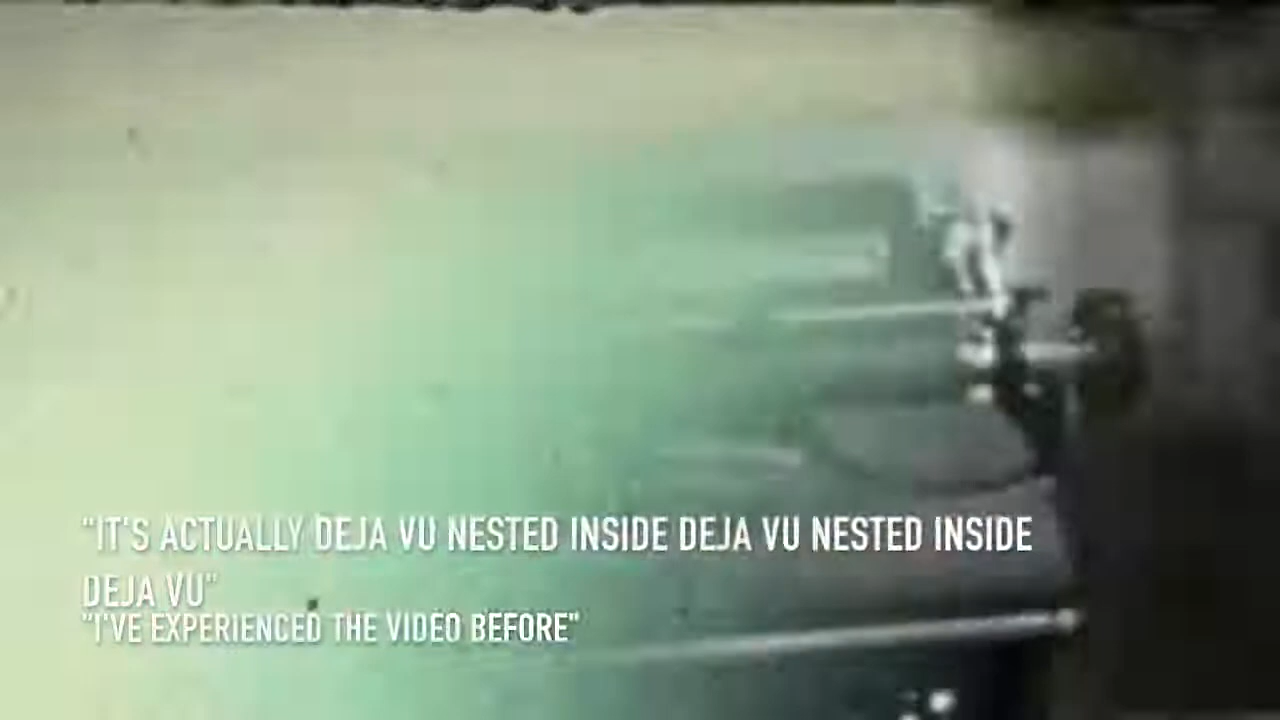 "IT'S ACTUALLY DEJA VU NESTED INSIDE DEJA VU NESTED INSIDE
DEJA VU"
"I'VE EXPERIENCED THE VIDEO BEFORE"